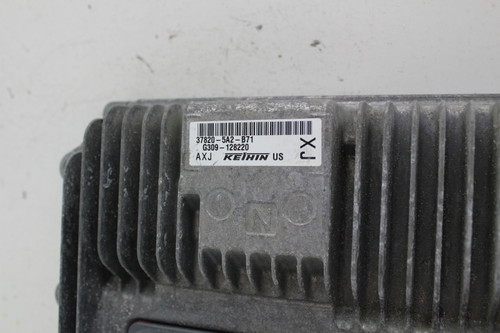 37820-5A2-B71
G309-128220
AXJ KEIHIN US
XJ
N